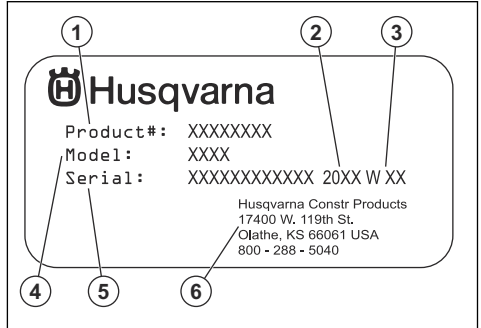 1
2
3
Husqvarna
Product#: XXXXXXXX
Model: XXXX
Serial: XXXXXXXXXXXX 20XX W XX
Husqvarna Constr Products
17400 W. 119th St.
Olathe, KS 66061 USA
800 - 288 - 5040
4
5
6